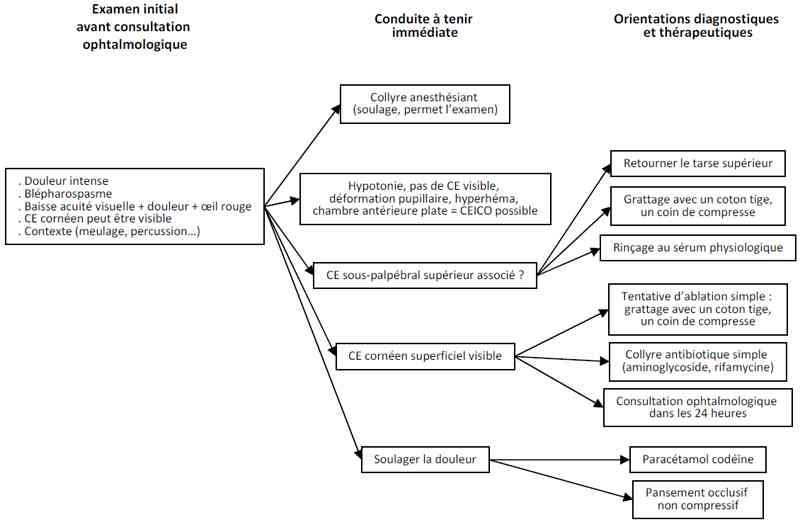 Examen initial
avant consultation
ophtalmologique
Conduite à tenir
immédiate
Orientations diagnostiques
et thérapeutiques
. Douleur intense
. Blépharospasme
. Baisse acuité visuelle + douleur + œil rouge
. CE cornéen peut être visible
. Contexte (meulage, percussion...)
Collyre anesthésiant
(soulage, permet l'examen)
Hypotonie, pas de CE visible,
déformation pupillaire, hyperhéma,
chambre antérieure plate = CEICO possible
CE sous-palpébral supérieur associé ?
CE cornéen superficiel visible
Soulager la douleur
Retourner le tarse supérieur
Grattage avec un coton tige,
un coin de compresse
Rinçage au sérum physiologique
Tentative d'ablation simple :
grattage avec un coton tige,
un coin de compresse
Collyre antibiotique simple
(aminoglycoside, rifamycine)
Consultation ophtalmologique
dans les 24 heures
Paracétamol codéine
Pansement occlusif
non compressif